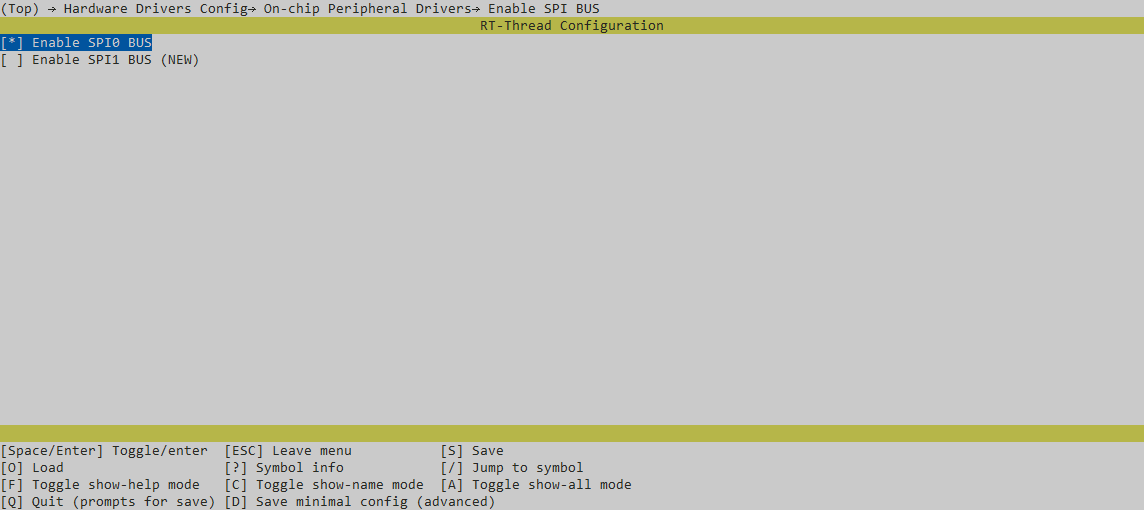 (Top) → Hardware Drivers Config→ On-chip Peripheral Drivers→ Enable SPI BUS
RT-Thread Configuration
[*] Enable SPI0 BUS
[ ] Enable SPI1 BUS (NEW)
[Space/Enter] Toggle/enter [ESC] Leave menu [S] Save
[O] Load [?] Symbol info [/] Jump to symbol
[F] Toggle show-help mode [C] Toggle show-name mode [A] Toggle show-all mode
[Q] Quit (prompts for save) [D] Save minimal config (advanced)